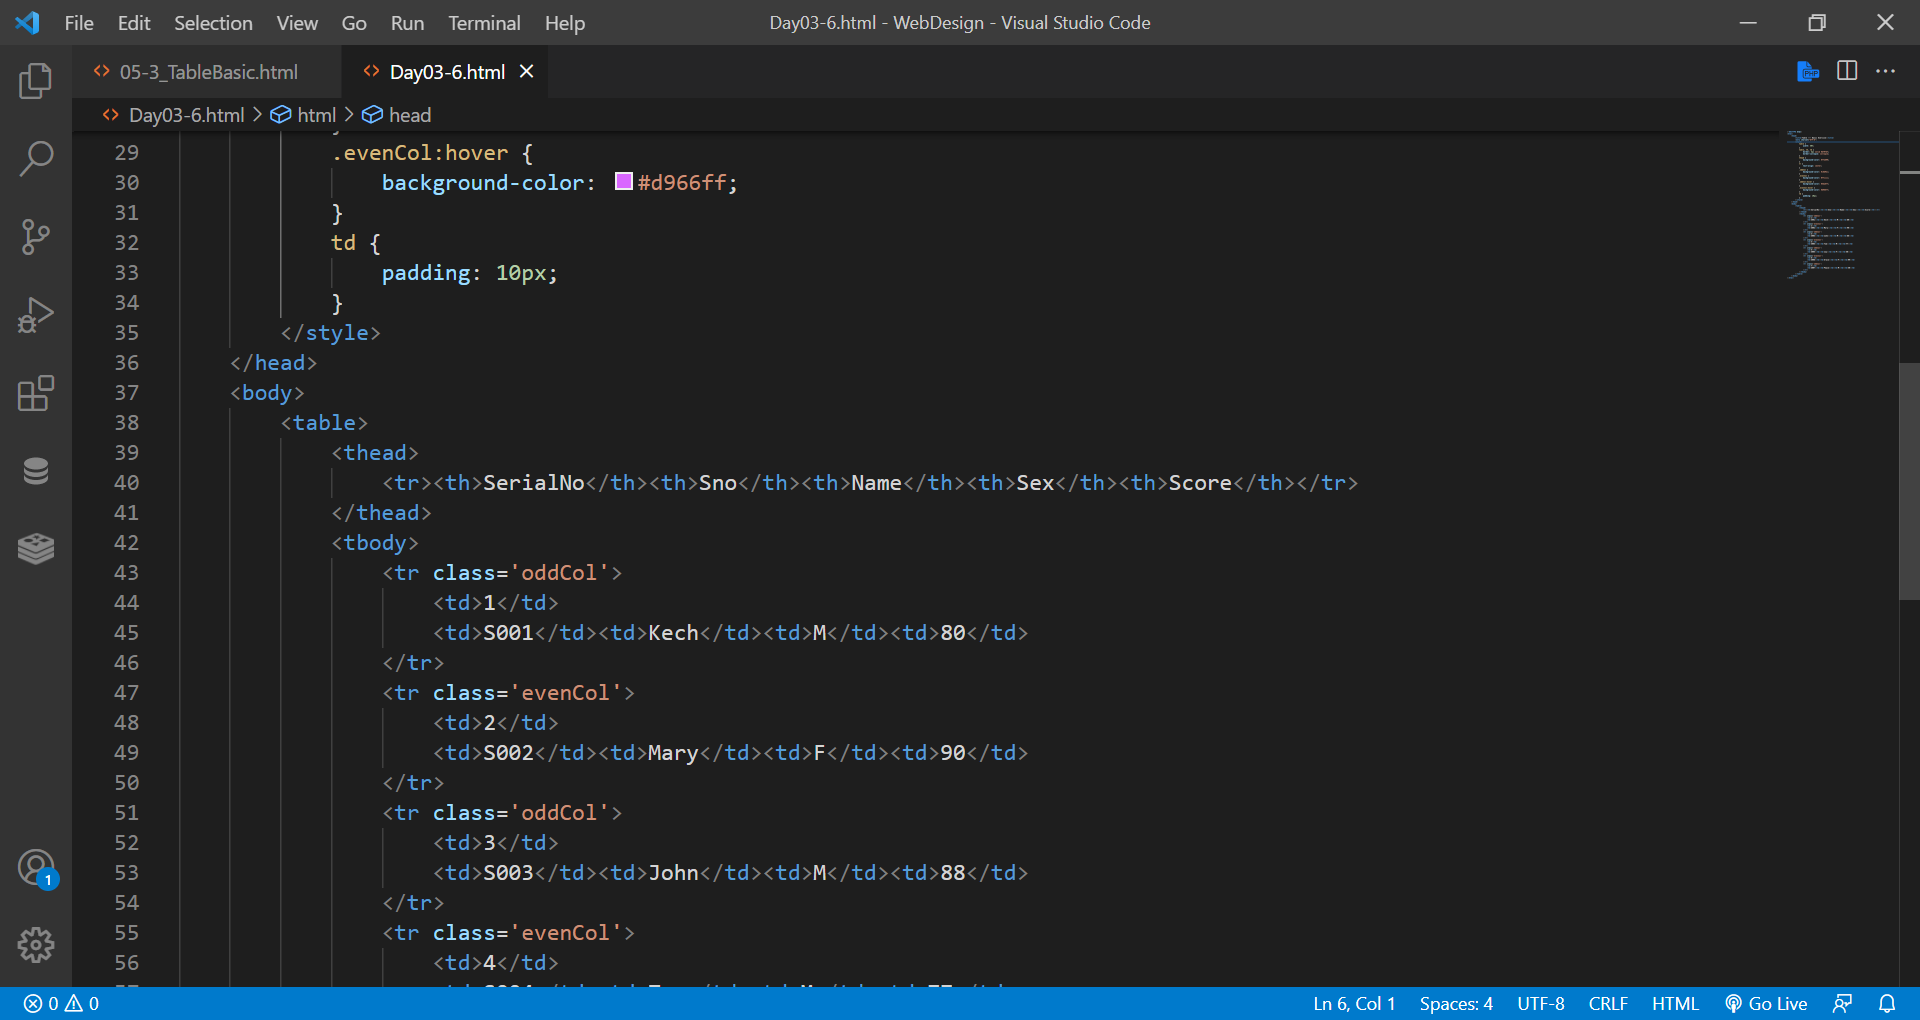 File Edit Selection View Go Run Terminal Help Day03-6.html - WebDesign - Visual Studio Code
05-3_TableBasic.html Day03-6.html
Day03-6.html > html > head
29 .evenCol:hover {
30 background-color: #d966ff;
31 }
32 td {
33 padding: 10px;
34 }
35 </style>
36 </head>
37 <body>
38 <table>
39 <thead>
40 <tr><th>SerialNo</th><th>Sno</th><th>Name</th><th>Sex</th><th>Score</th></tr>
41 </thead>
42 <tbody>
43 <tr class='oddCol'>
44 <td>1</td>
45 <td>S001</td><td>Kech</td><td>M</td><td>80</td>
46 </tr>
47 <tr class='evenCol'>
48 <td>2</td>
49 <td>S002</td><td>Mary</td><td>F</td><td>90</td>
50 </tr>
51 <tr class='oddCol'>
52 <td>3</td>
53 <td>S003</td><td>John</td><td>M</td><td>88</td>
54 </tr>
55 <tr class='evenCol'>
56 <td>4</td>
1
0 0 Ln 6, Col 1 Spaces: 4 UTF-8 CRLF HTML Go Live